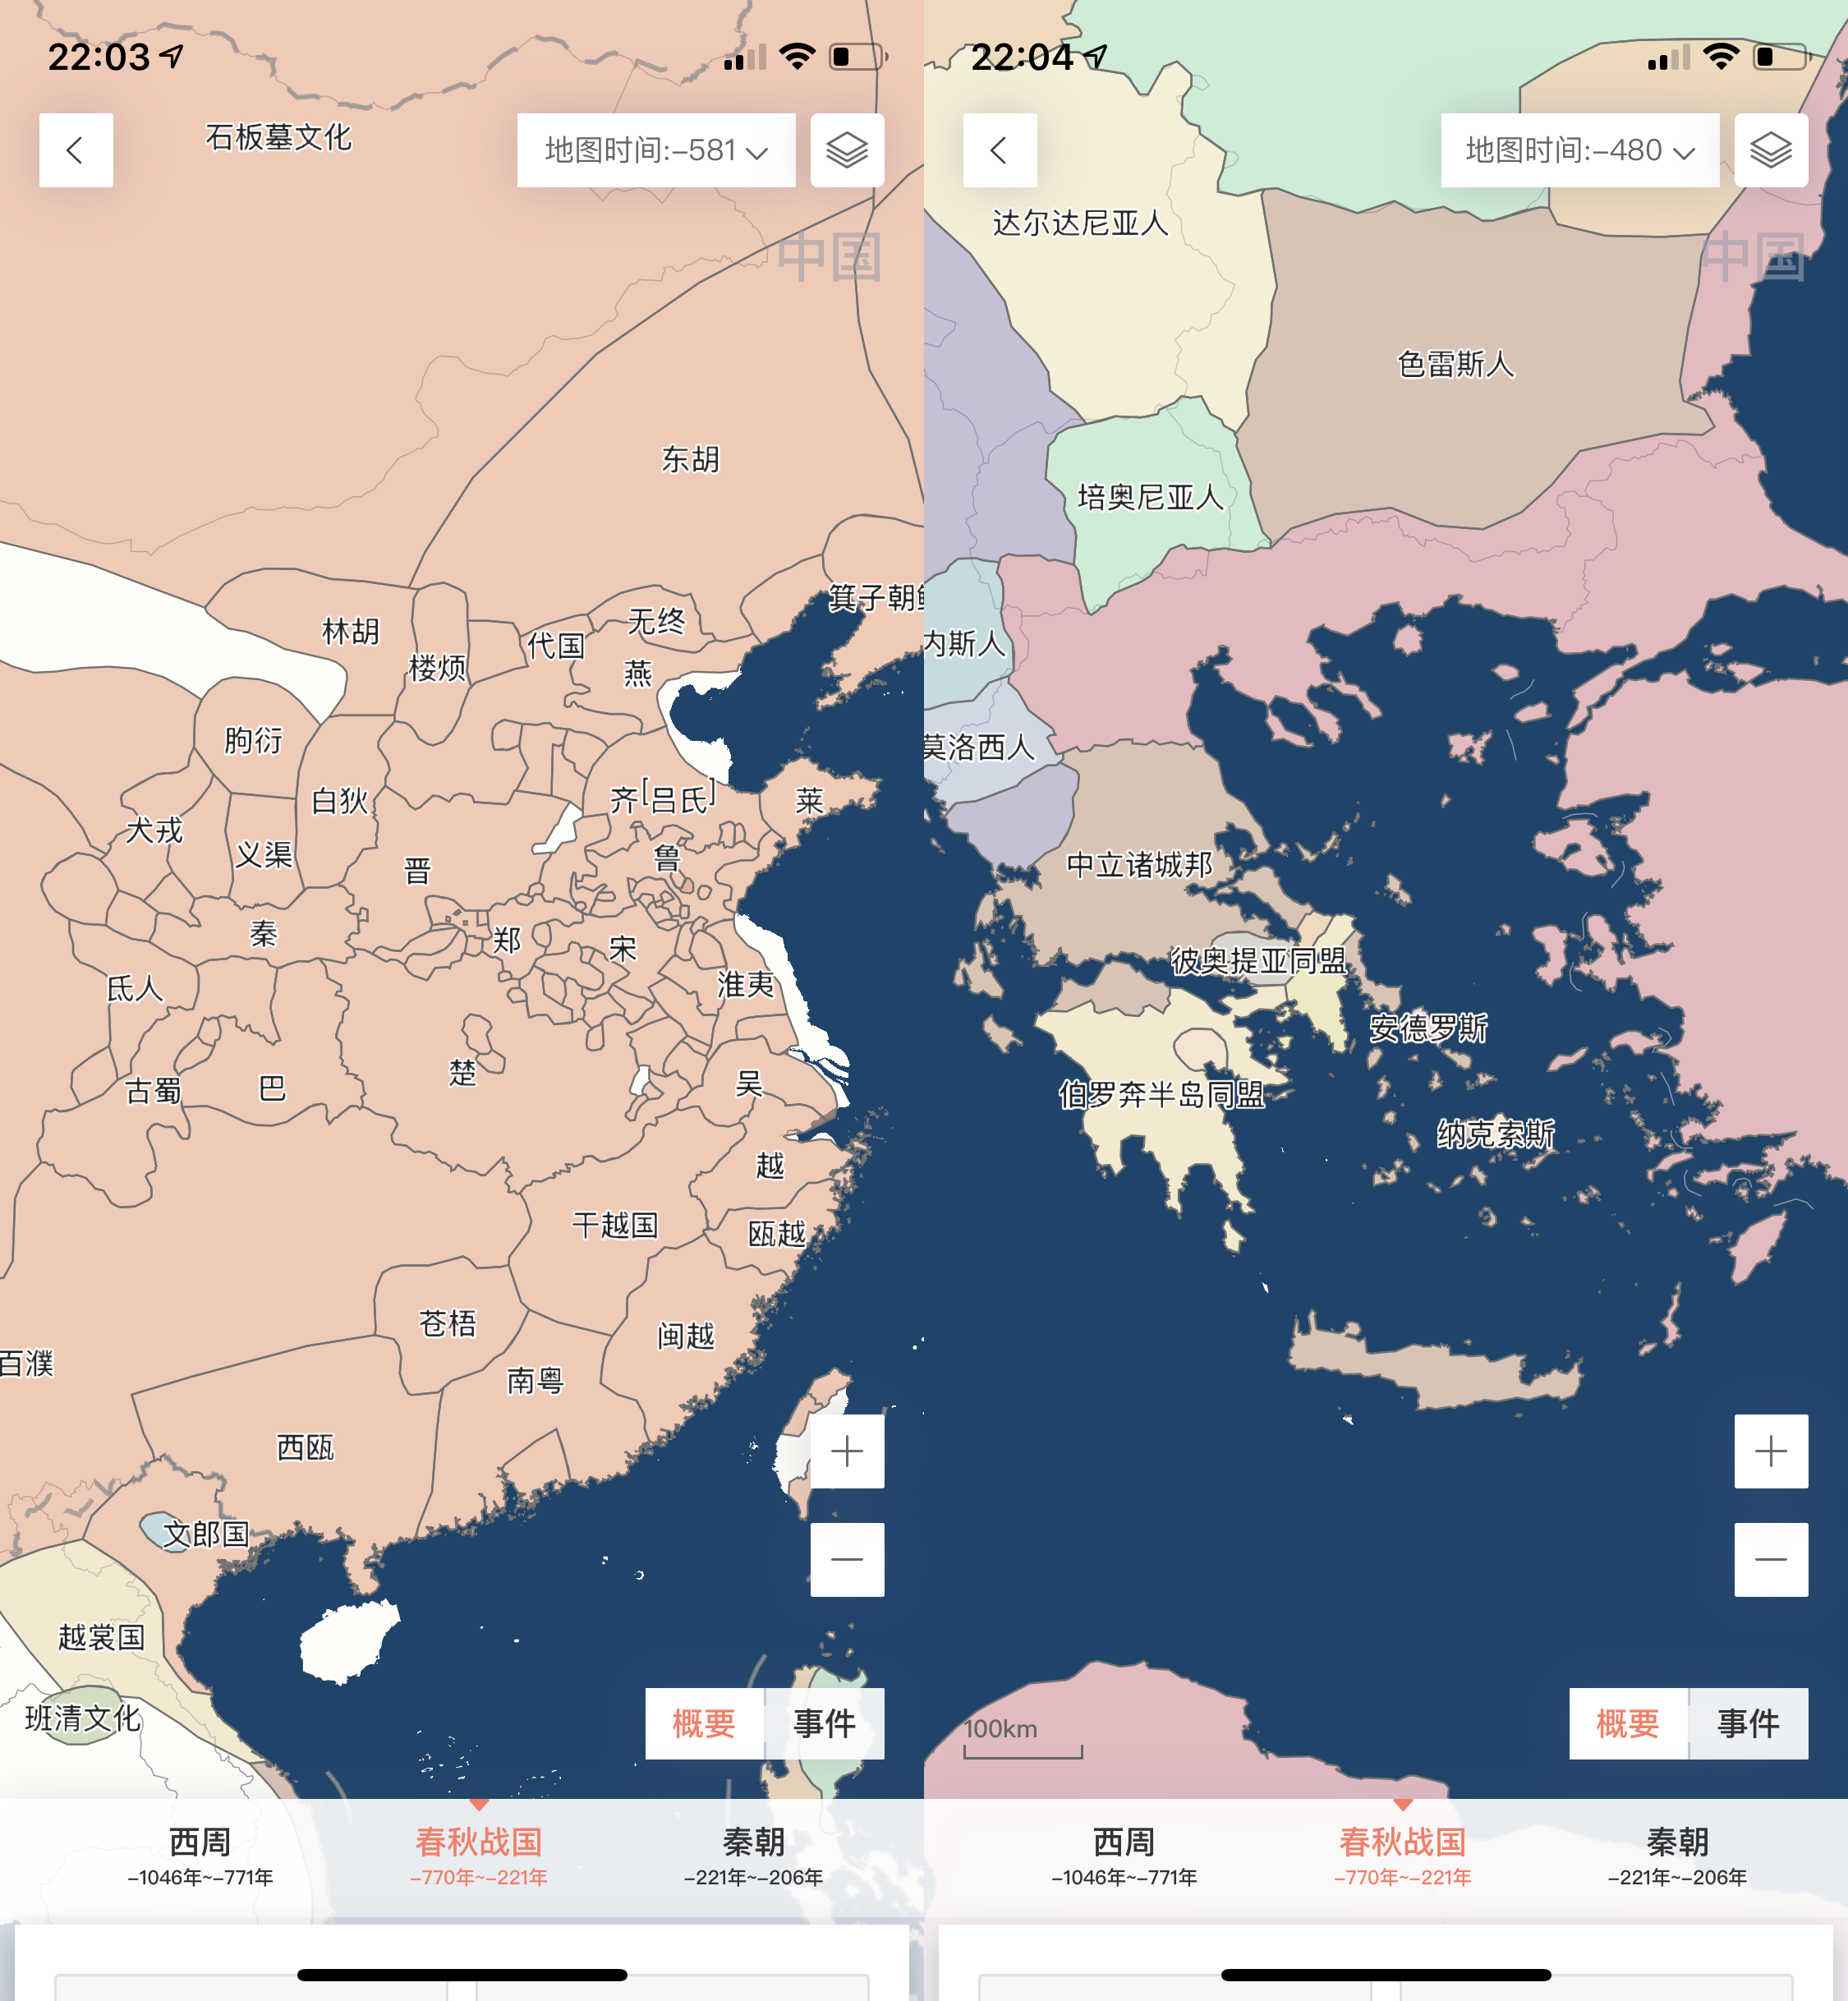 22:03
石板墓文化
地图时间:-581
中国
东胡
箕子朝
林胡
无终
代国
楼烦
燕
朐衍
齐[吕氏]
白狄
莱
犬戎
义渠
鲁
晋
秦
郑
宋
氐人
淮夷
古蜀
巴
楚
吴
越
干越国
瓯越
苍梧
闽越
百濮
南粤
西瓯
文郎国
越裳国
班清文化
概要
事件
西周
-1046年~-771年
春秋战国
-770年~-221年
秦朝
-221年~-206年
22:04
地图时间:-480
达尔达尼亚人
中国
色雷斯人
培奥尼亚人
内斯人
莫洛西人
中立诸城邦
彼奥提亚同盟
安德罗斯
伯罗奔半岛同盟
纳克索斯
100km
概要
事件
西周
-1046年~-771年
春秋战国
-770年~-221年
秦朝
-221年~-206年